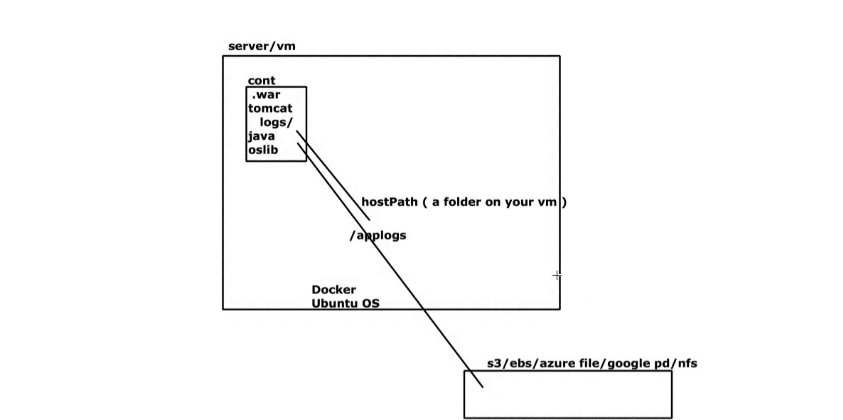 server/vm
cont
.war
tomcat
logs/
java
oslib
hostPath ( a folder on your vm )
/applogs
Docker
Ubuntu OS
s3/ebs/azure file/google pd/nfs